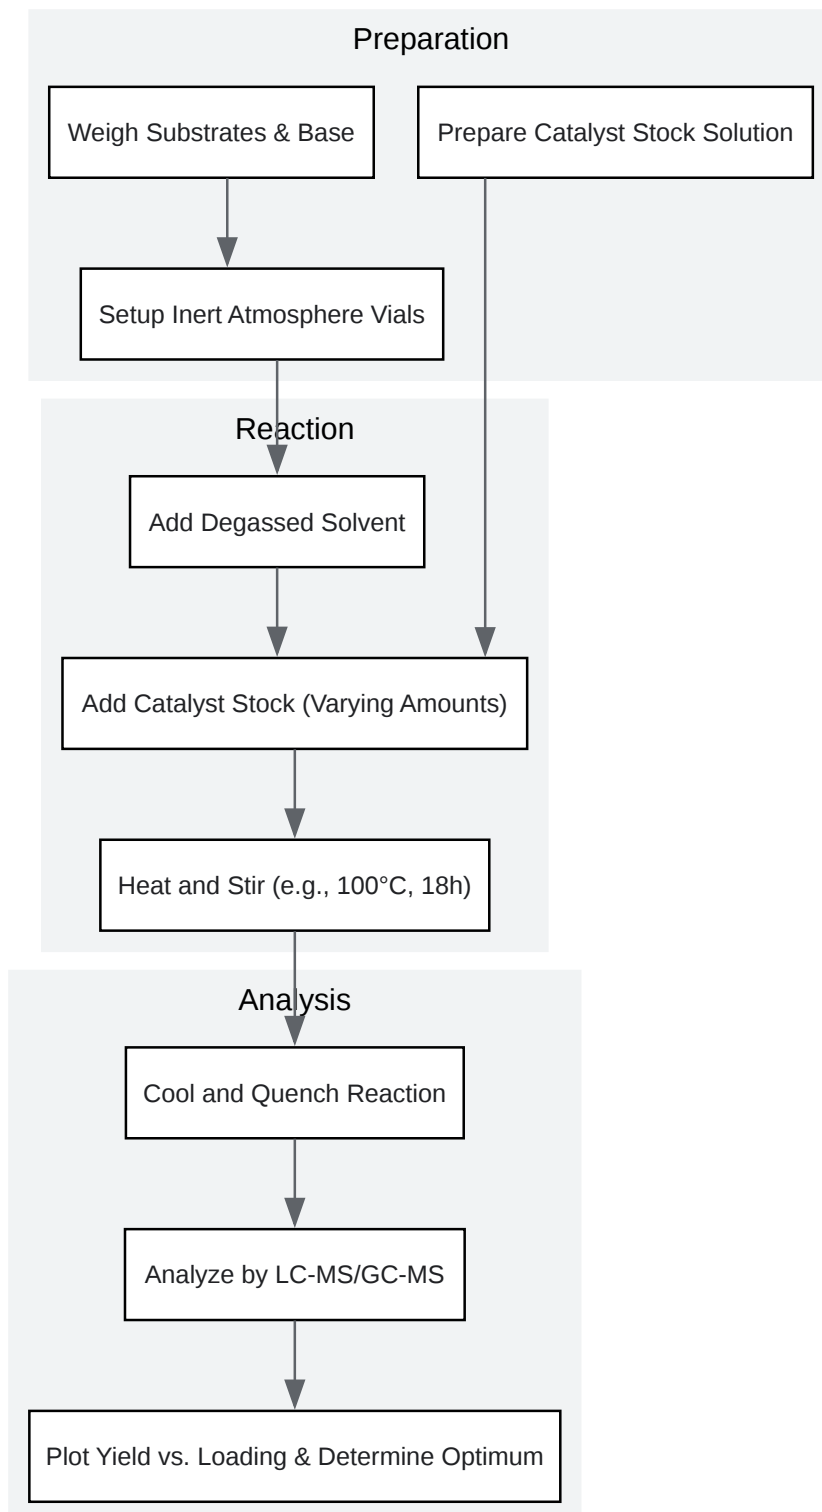 Preparation
Weigh Substrates & Base
Prepare Catalyst Stock Solution
Setup Inert Atmosphere Vials
Reaction
Add Degassed Solvent
Add Catalyst Stock (Varying Amounts)
Heat and Stir (e.g., 100°C, 18h)
Analysis
Cool and Quench Reaction
Analyze by LC-MS/GC-MS
Plot Yield vs. Loading & Determine Optimum